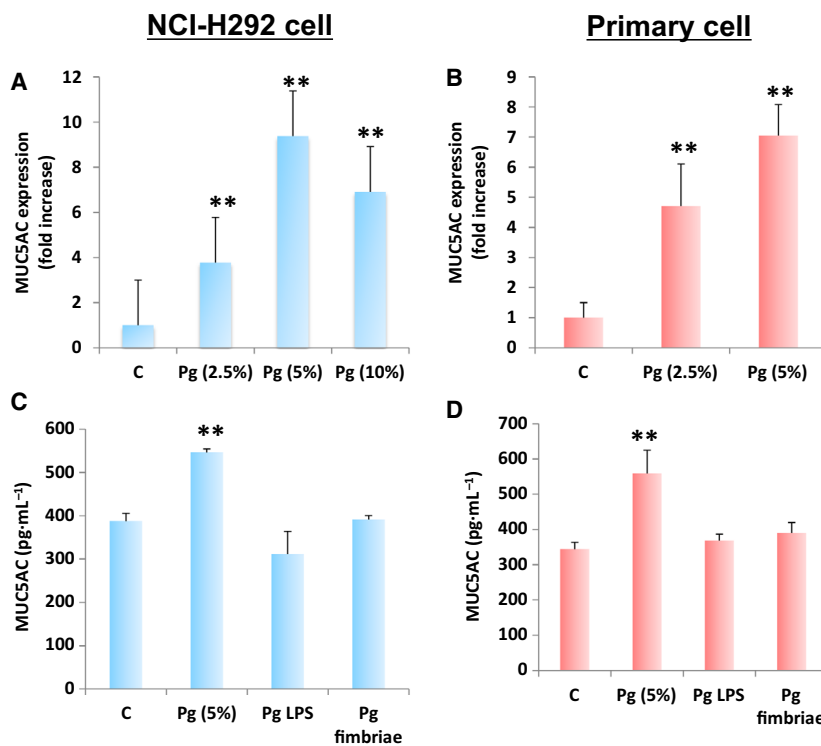 NCI-H292 cell
Primary cell
A
MUC5AC expression
(fold increase)
12
10
8
6
4
2
0
**
**
**
C
Pg (2.5%)
Pg (5%)
Pg (10%)
B
MUC5AC expression
(fold increase)
9
8
7
6
5
4
3
2
1
0
**
**
C
Pg (2.5%)
Pg (5%)
C
MUC5AC (pg·mL⁻¹)
600
500
400
300
200
100
0
**
C
Pg (5%)
Pg LPS
Pg
fimbriae
D
MUC5AC (pg·mL⁻¹)
700
600
500
400
300
200
100
0
**
C
Pg (5%)
Pg LPS
Pg
fimbriae